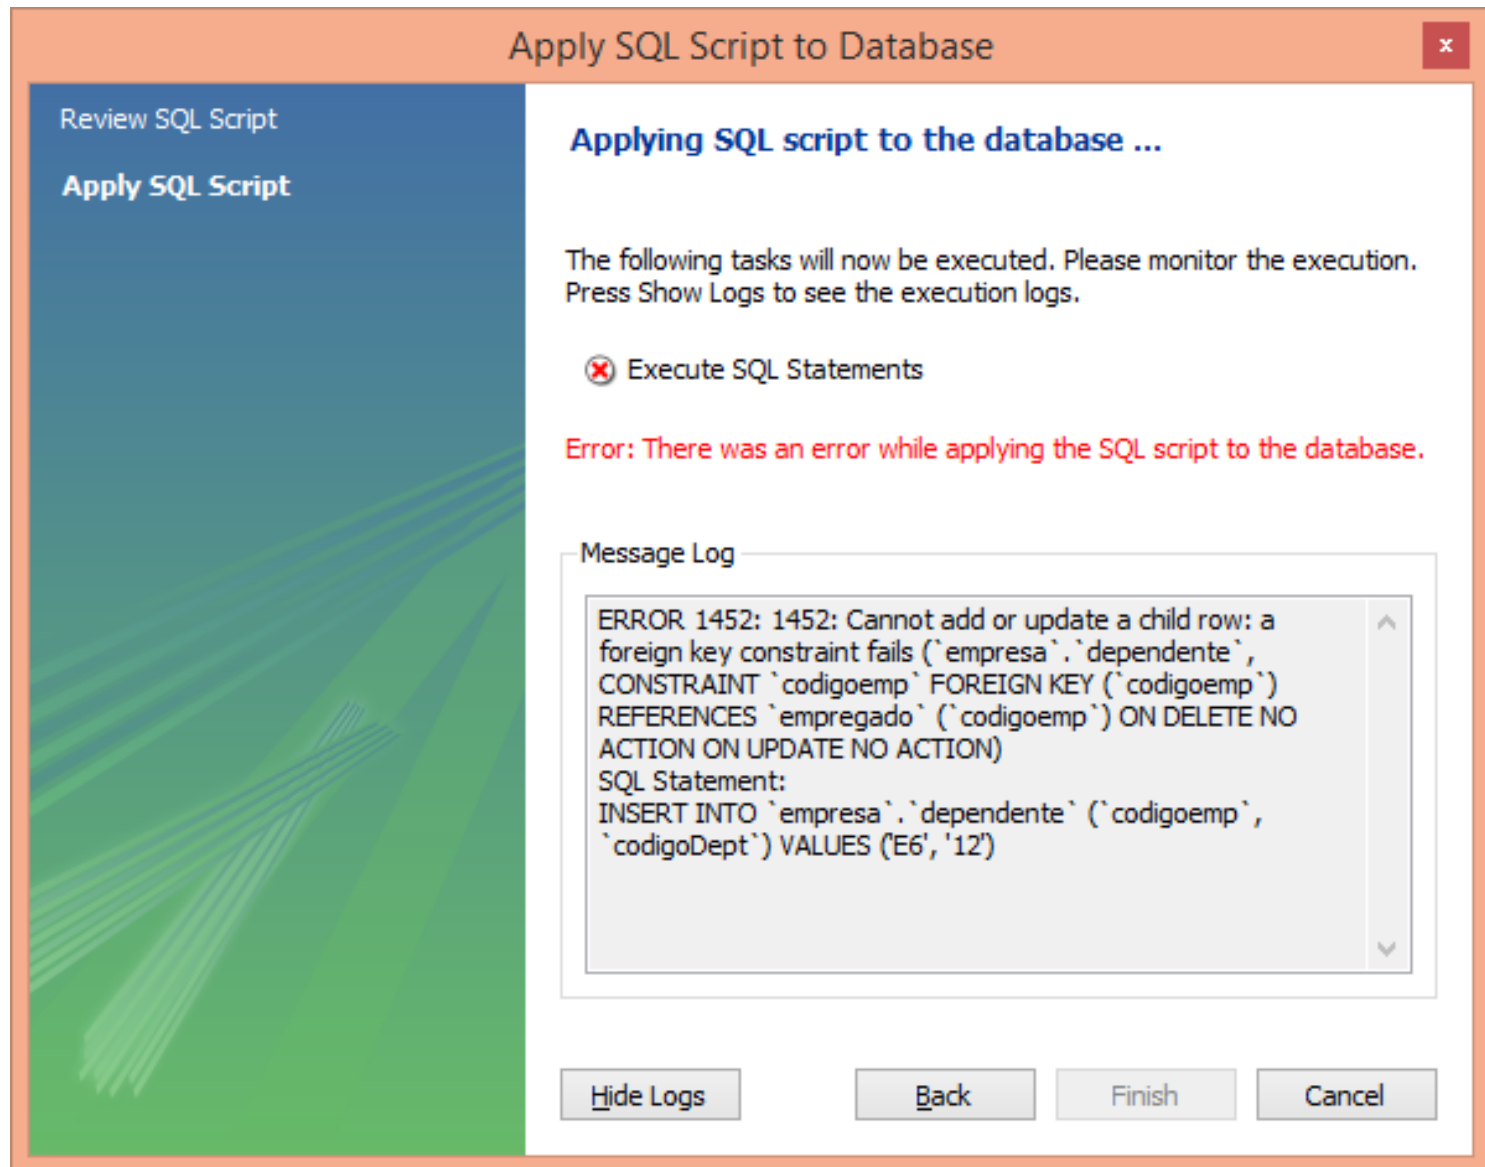 Apply SQL Script to Database
x
Review SQL Script
Apply SQL Script
Applying SQL script to the database ...
The following tasks will now be executed. Please monitor the execution.
Press Show Logs to see the execution logs.
Execute SQL Statements
Error: There was an error while applying the SQL script to the database.
Message Log
ERROR 1452: 1452: Cannot add or update a child row: a
foreign key constraint fails (`empresa`.`dependente`,
CONSTRAINT `codigoemp` FOREIGN KEY (`codigoemp`)
REFERENCES `empregado` (`codigoemp`) ON DELETE NO
ACTION ON UPDATE NO ACTION)
SQL Statement:
INSERT INTO `empresa`.`dependente` (`codigoemp`,
`codigoDept`) VALUES ('E6', '12')
Hide Logs
Back
Finish
Cancel